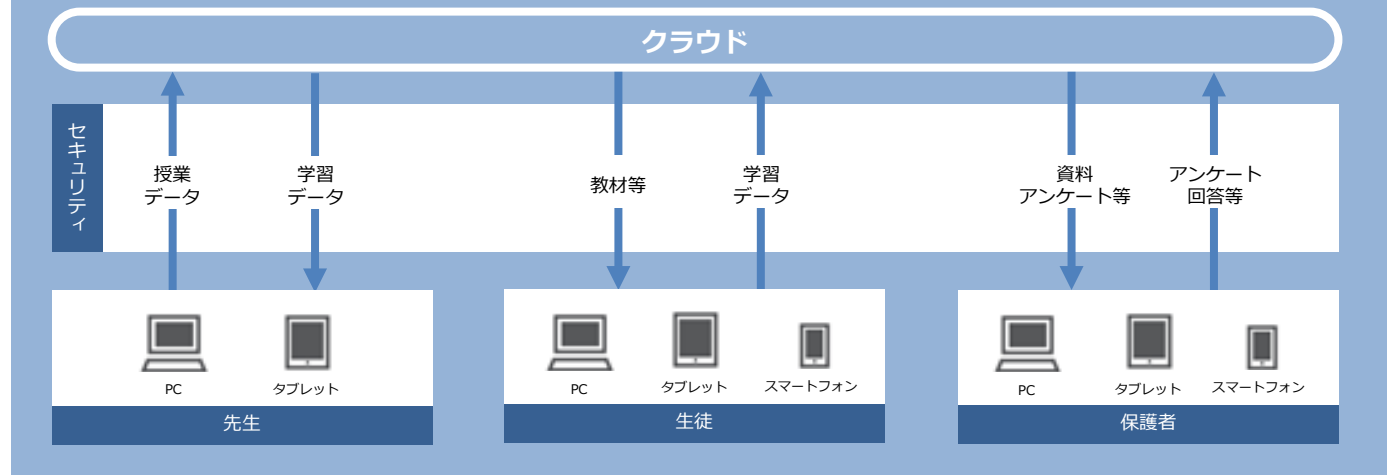 クラウド
セキュリティ
授業
データ
学習
データ
教材等
学習
データ
資料
アンケート等
アンケート
回答等
PC
タブレット
先生
PC
タブレット
スマートフォン
生徒
PC
タブレット
スマートフォン
保護者